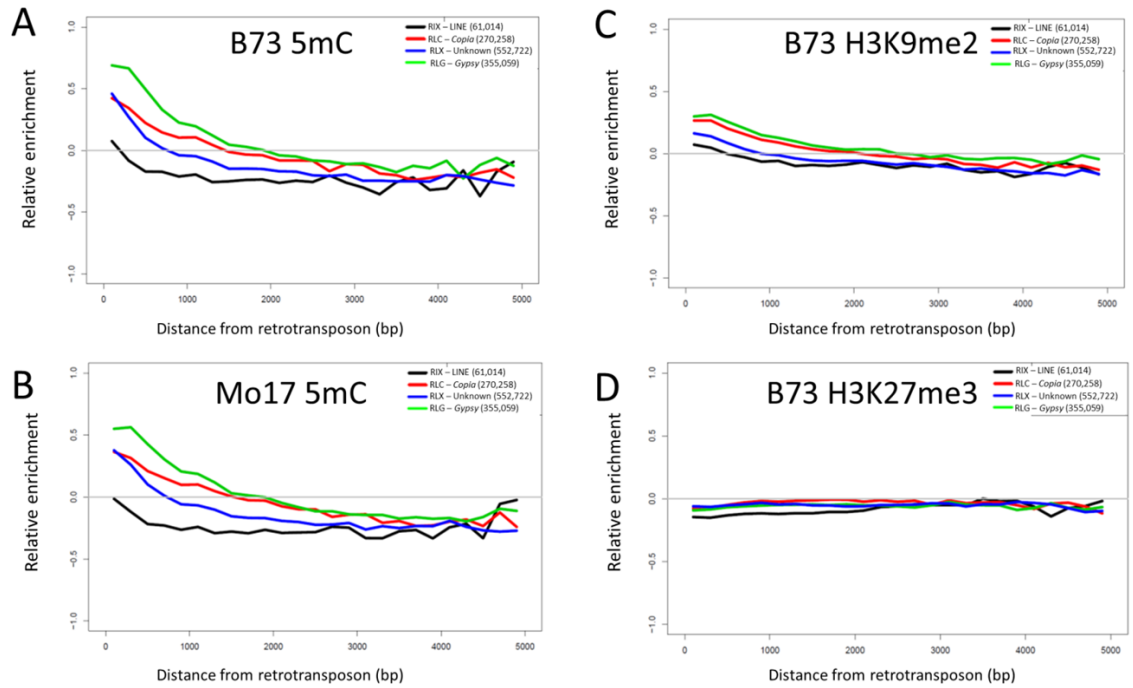 A
B73 5mC
RIX – LINE (61,014)
RLC – Copia (270,258)
RLX – Unknown (552,722)
RLG – Gypsy (355,059)
Relative enrichment
1.0
0.5
0.0
-0.5
-1.0
0 1000 2000 3000 4000 5000
Distance from retrotransposon (bp)
B
Mo17 5mC
RIX – LINE (61,014)
RLC – Copia (270,258)
RLX – Unknown (552,722)
RLG – Gypsy (355,059)
Relative enrichment
1.0
0.5
0.0
-0.5
-1.0
0 1000 2000 3000 4000 5000
Distance from retrotransposon (bp)
C
B73 H3K9me2
RIX – LINE (61,014)
RLC – Copia (270,258)
RLX – Unknown (552,722)
RLG – Gypsy (355,059)
Relative enrichment
1.0
0.5
0.0
-0.5
-1.0
0 1000 2000 3000 4000 5000
Distance from retrotransposon (bp)
D
B73 H3K27me3
RIX – LINE (61,014)
RLC – Copia (270,258)
RLX – Unknown (552,722)
RLG – Gypsy (355,059)
Relative enrichment
1.0
0.5
0.0
-0.5
-1.0
0 1000 2000 3000 4000 5000
Distance from retrotransposon (bp)